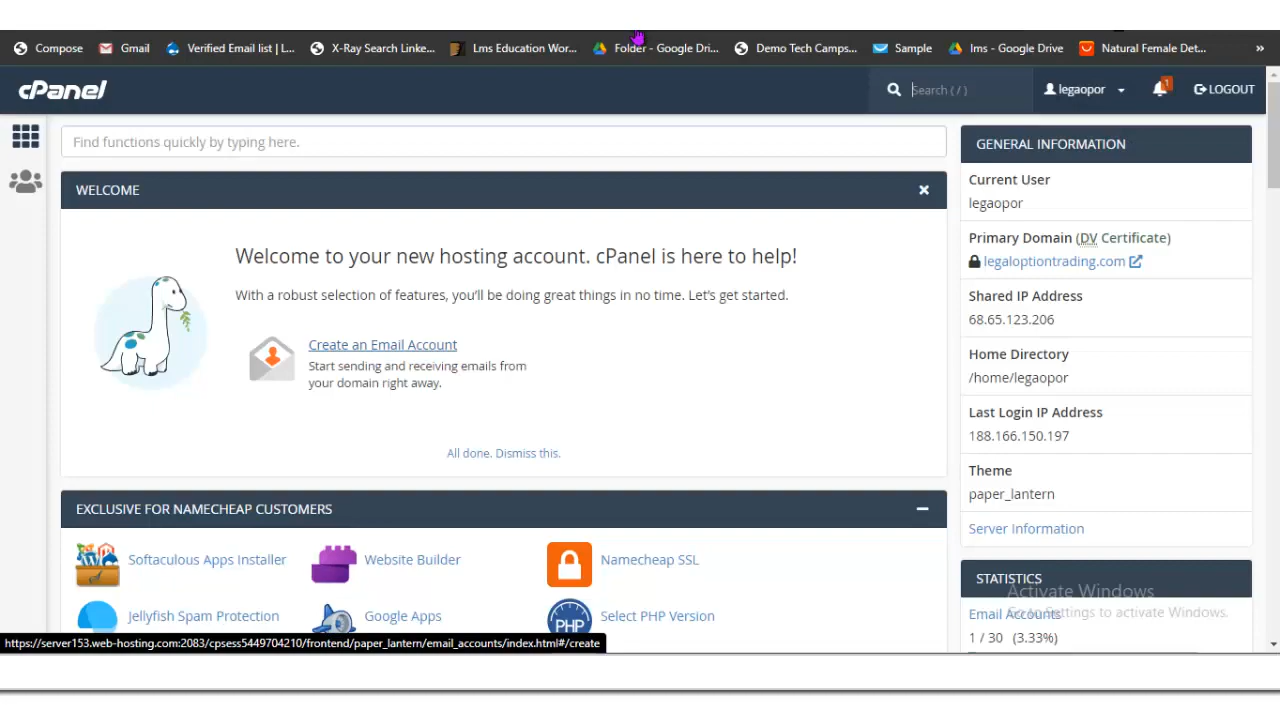 Compose
Gmail
Verified Email list | L...
X-Ray Search Linke...
Lms Education Wor...
Folder - Google Dri...
Demo Tech Camps...
Sample
lms - Google Drive
Natural Female Det...
»
cPanel
Search ( / )
legaopor
1
LOGOUT
Find functions quickly by typing here.
WELCOME
Welcome to your new hosting account. cPanel is here to help!
With a robust selection of features, you'll be doing great things in no time. Let's get started.
Create an Email Account
Start sending and receiving emails from
your domain right away.
All done. Dismiss this.
EXCLUSIVE FOR NAMECHEAP CUSTOMERS
Softaculous Apps Installer
Website Builder
Namecheap SSL
Jellyfish Spam Protection
Google Apps
PHP
Select PHP Version
GENERAL INFORMATION
Current User
legaopor
Primary Domain (DV Certificate)
legaloptiontrading.com
Shared IP Address
68.65.123.206
Home Directory
/home/legaopor
Last Login IP Address
188.166.150.197
Theme
paper_lantern
Server Information
STATISTICS
Activate Windows
Go to Settings to activate Windows.
Email Accounts
1 / 30 (3.33%)
https://server153.web-hosting.com:2083/cpsess5449704210/frontend/paper_lantern/email_accounts/index.html#/create